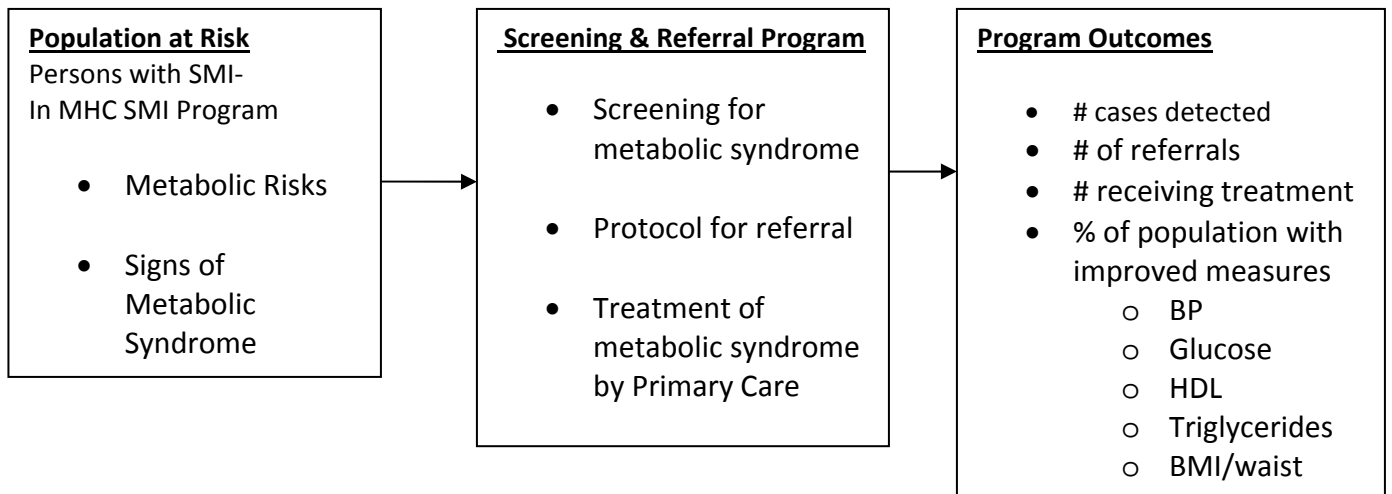 Population at Risk
Persons with SMI-
In MHC SMI Program
• Metabolic Risks
• Signs of
Metabolic
Syndrome
Screening & Referral Program
• Screening for
metabolic syndrome
• Protocol for referral
• Treatment of
metabolic syndrome
by Primary Care
Program Outcomes
• # cases detected
• # of referrals
• # receiving treatment
• % of population with
improved measures
o BP
o Glucose
o HDL
o Triglycerides
o BMI/waist